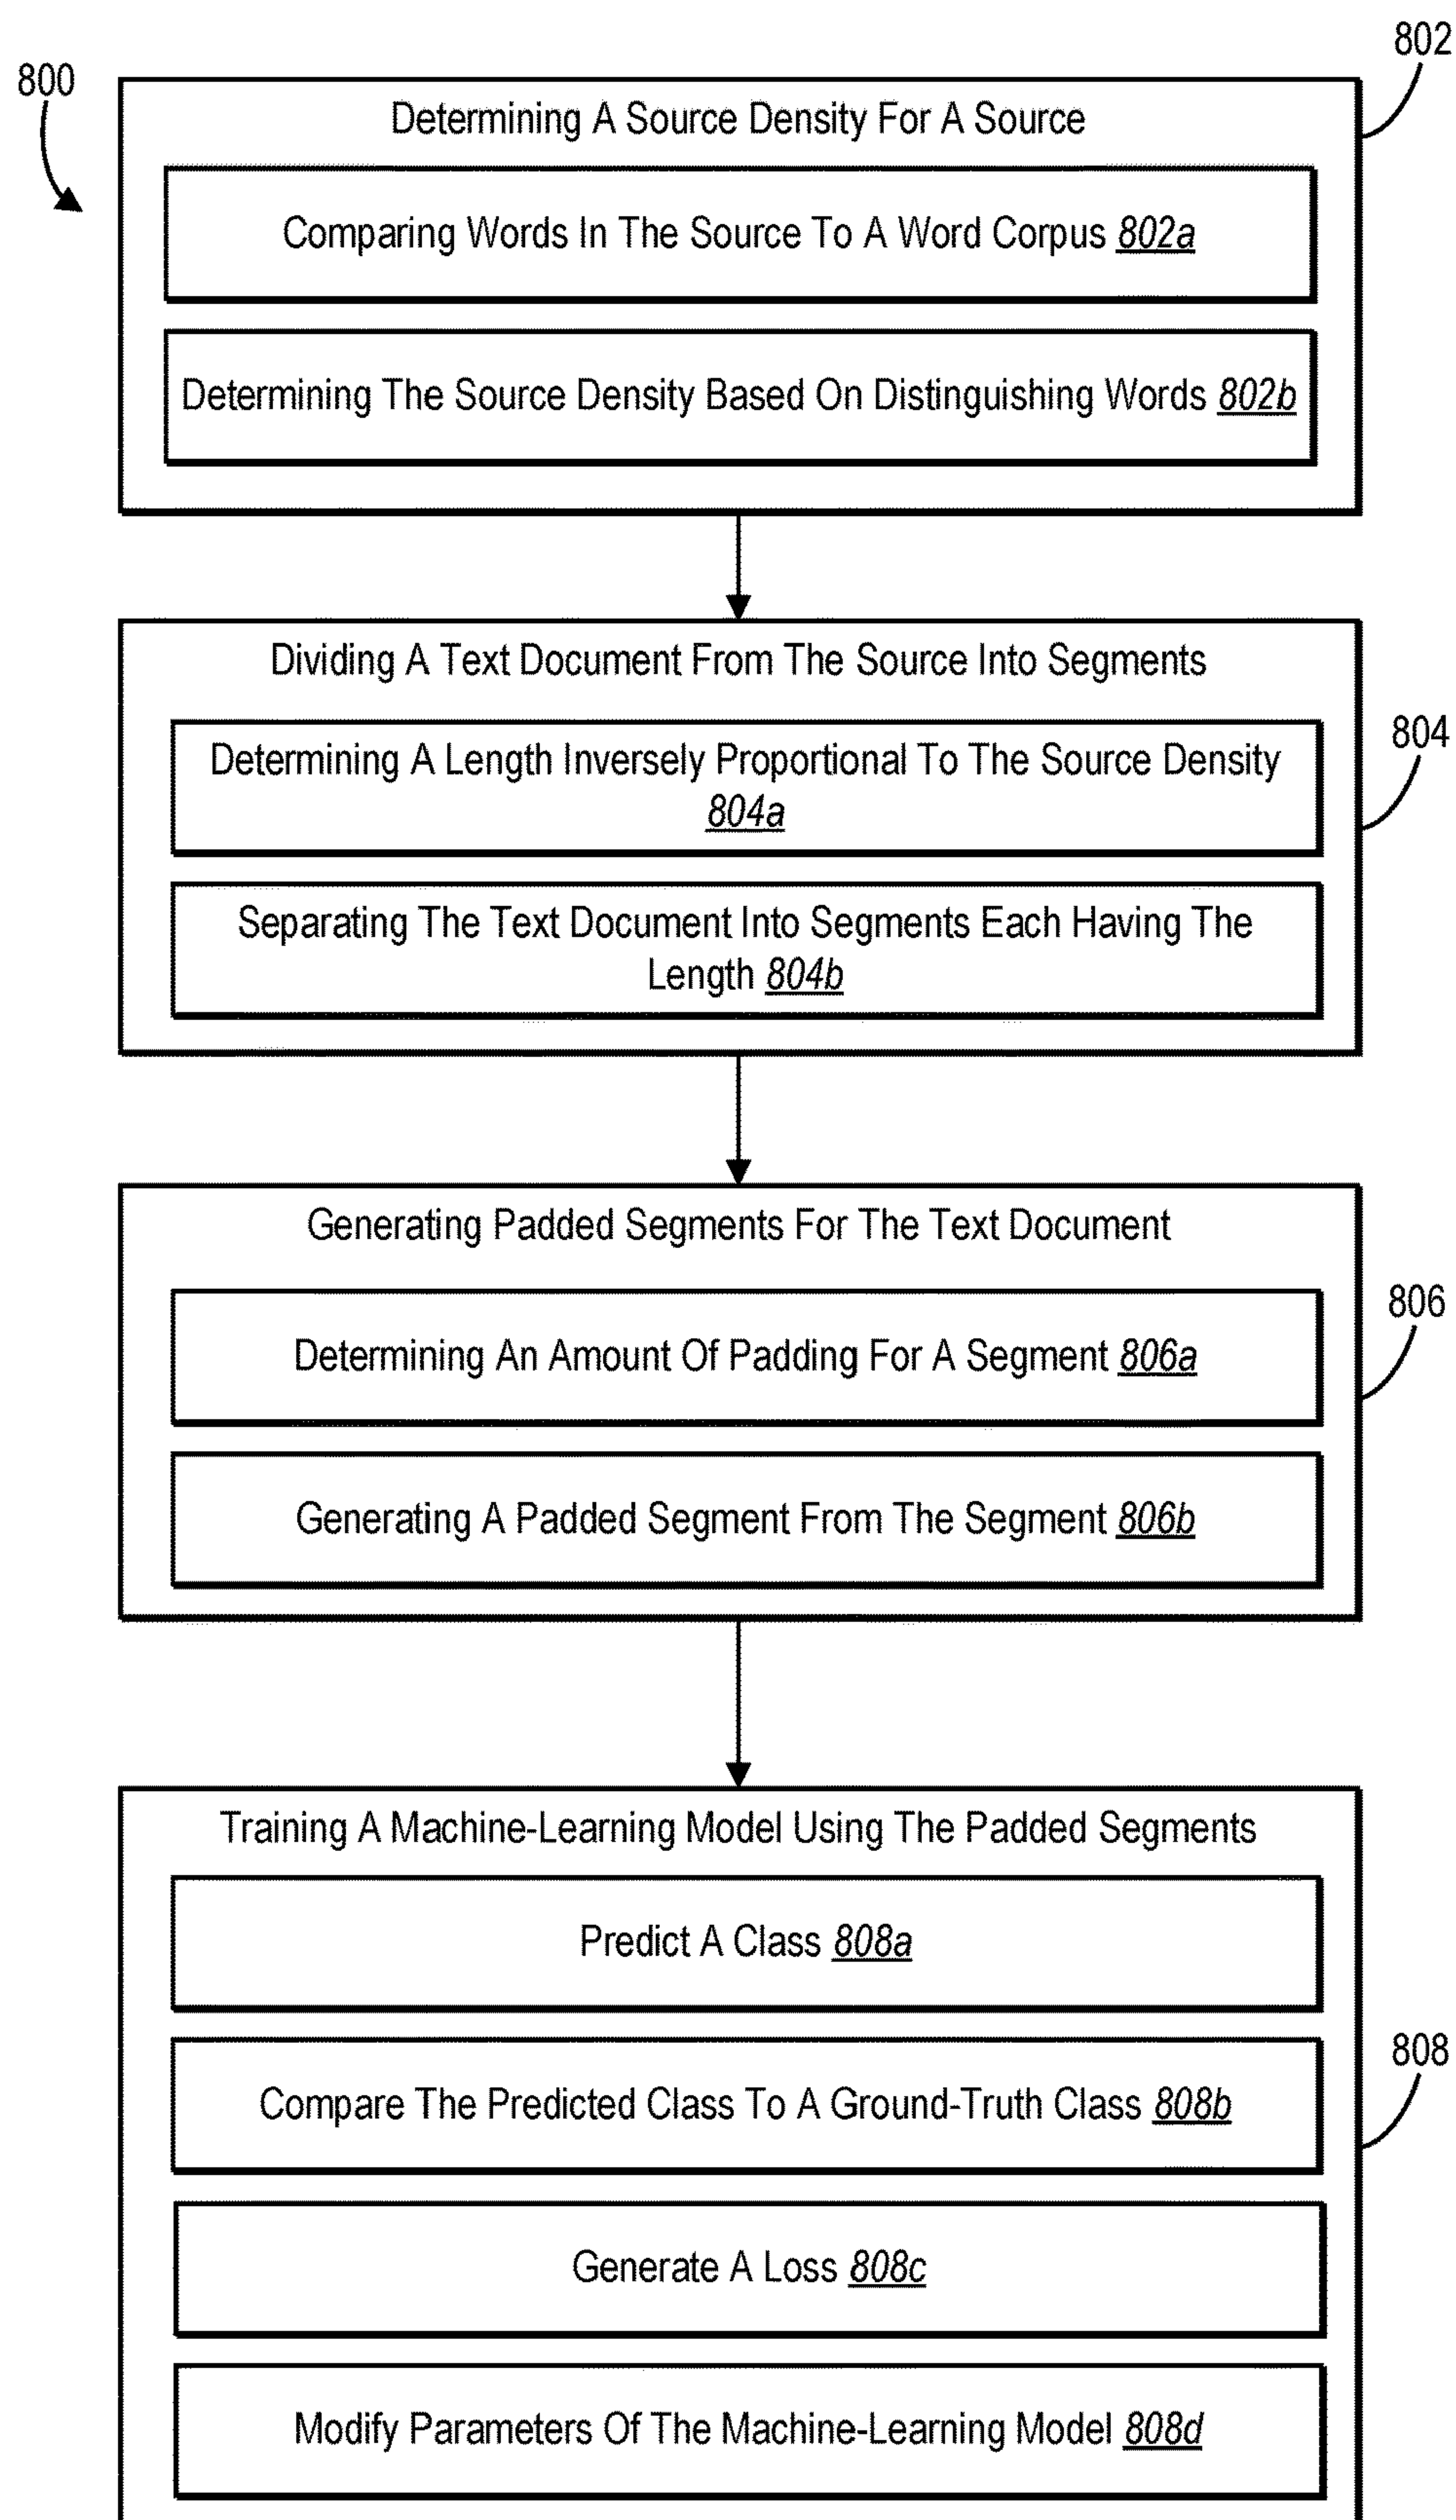 802
800
Determining A Source Density For A Source
Comparing Words In The Source To A Word Corpus 802a
Determining The Source Density Based On Distinguishing Words 802b
Dividing A Text Document From The Source Into Segments
804
Determining A Length Inversely Proportional To The Source Density
804a
Separating The Text Document Into Segments Each Having The
Length 804b
Generating Padded Segments For The Text Document
806
Determining An Amount Of Padding For A Segment 806a
Generating A Padded Segment From The Segment 806b
Training A Machine-Learning Model Using The Padded Segments
Predict A Class 808a
808
Compare The Predicted Class To A Ground-Truth Class 808b
Generate A Loss 808c
Modify Parameters Of The Machine-Learning Model 808d